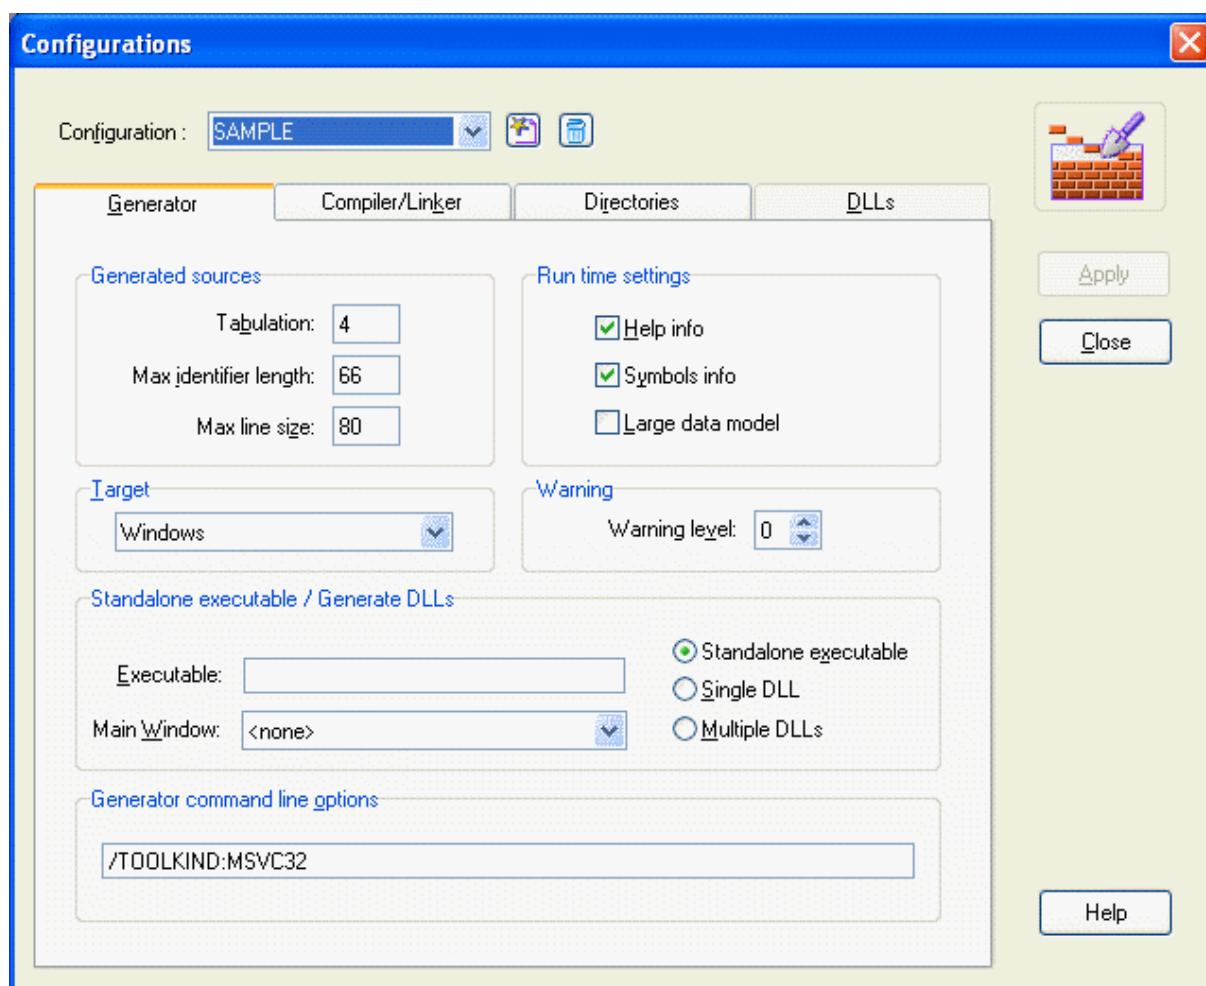 Configurations
Configuration : SAMPLE
Generator Compiler/Linker Directories DLLs
Generated sources
Tabulation: 4
Max identifier length: 66
Max line size: 80
Run time settings
Help info
Symbols info
Large data model
Apply
Close
Target
Windows
Warning
Warning level: 0
Standalone executable / Generate DLLs
Executable:
Main Window: <none>
Standalone executable
Single DLL
Multiple DLLs
Generator command line options
/TOOLKIND:MSVC32
Help